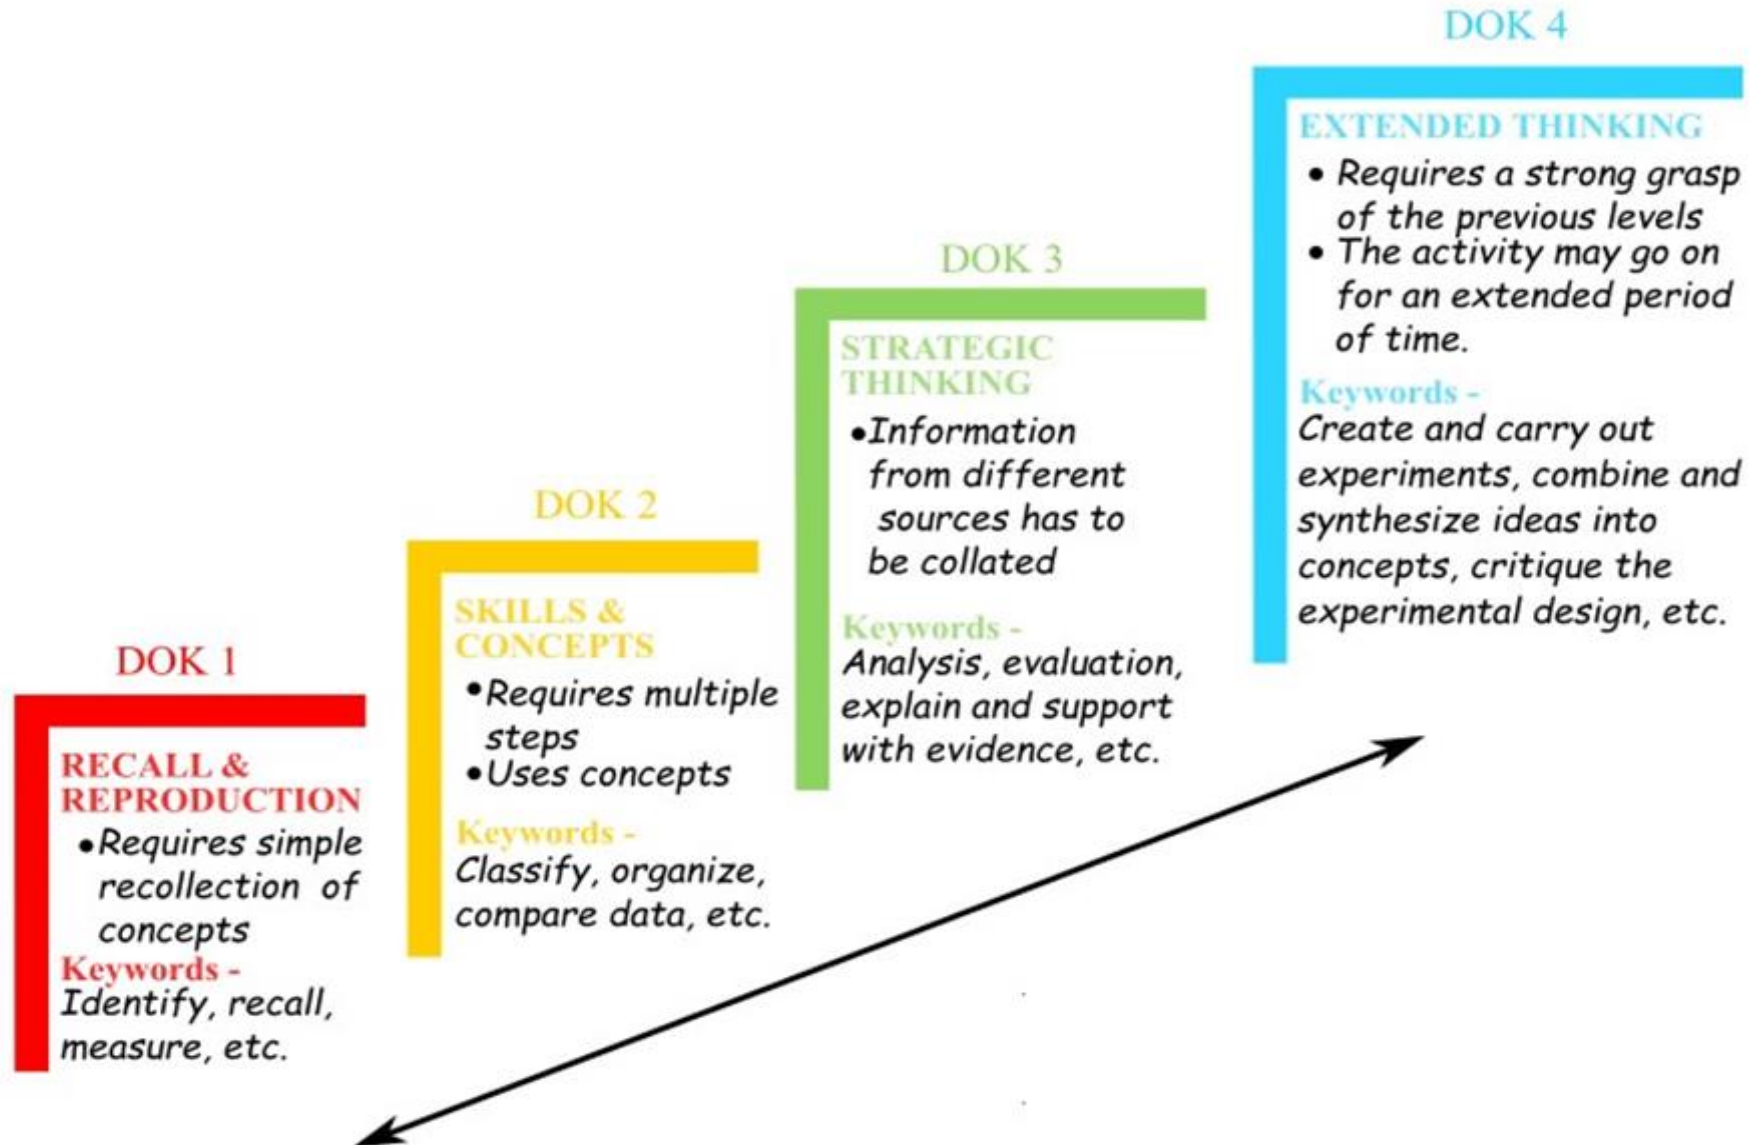 DOK 1
RECALL &
REPRODUCTION
• Requires simple
recollection of
concepts
Keywords -
Identify, recall,
measure, etc.
DOK 2
SKILLS &
CONCEPTS
• Requires multiple
steps
• Uses concepts
Keywords -
Classify, organize,
compare data, etc.
DOK 3
STRATEGIC
THINKING
• Information
from different
sources has to
be collated
Keywords -
Analysis, evaluation,
explain and support
with evidence, etc.
DOK 4
EXTENDED THINKING
• Requires a strong grasp
of the previous levels
• The activity may go on
for an extended period
of time.
Keywords -
Create and carry out
experiments, combine and
synthesize ideas into
concepts, critique the
experimental design, etc.